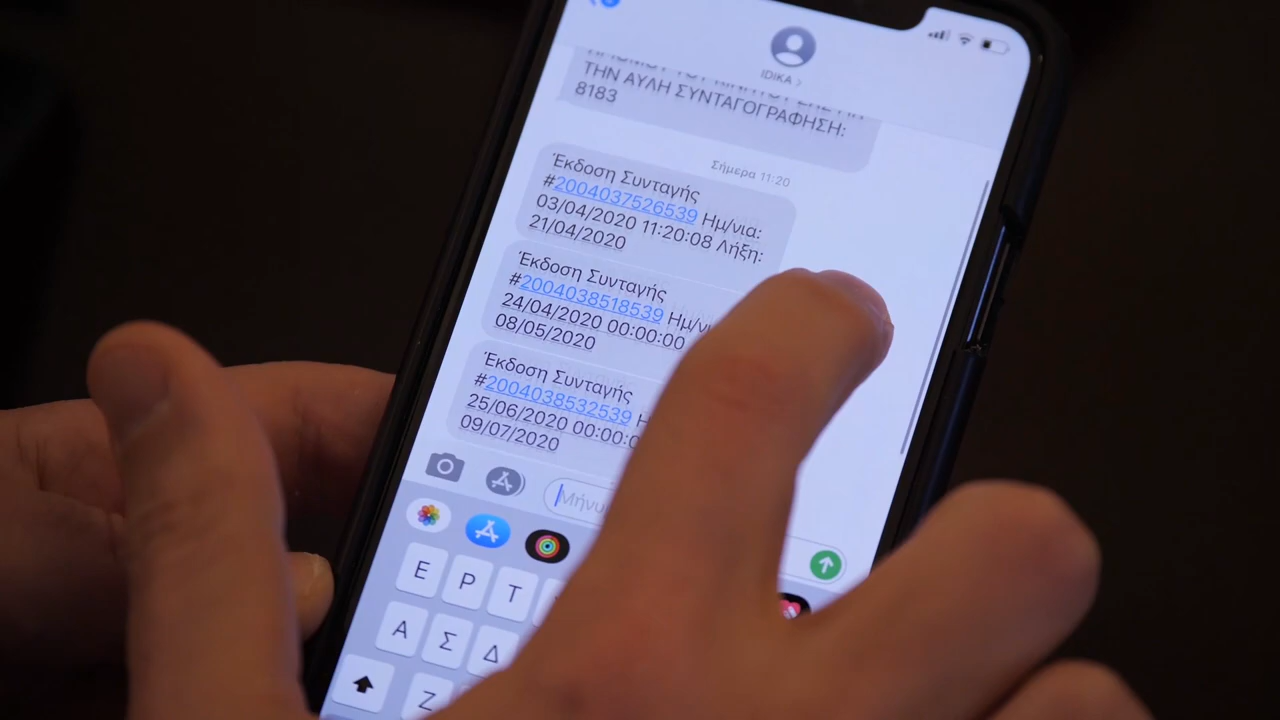 IDIKA
ΤΗΝ ΑΥΛΗ ΣΥΝΤΑΓΟΓΡΑΦΗΣΗ:
8183
Σήμερα 11:20
Έκδοση Συνταγής
#2004037526539 Ημ/νια:
03/04/2020 11:20:08 Λήξη:
21/04/2020
Έκδοση Συνταγής
#2004038518539
24/04/2020 00:00:00
08/05/2020
Έκδοση Συνταγής
#2004038532539
25/06/2020
09/07/2020
Ε Ρ Τ
Α Σ Δ
Ζ